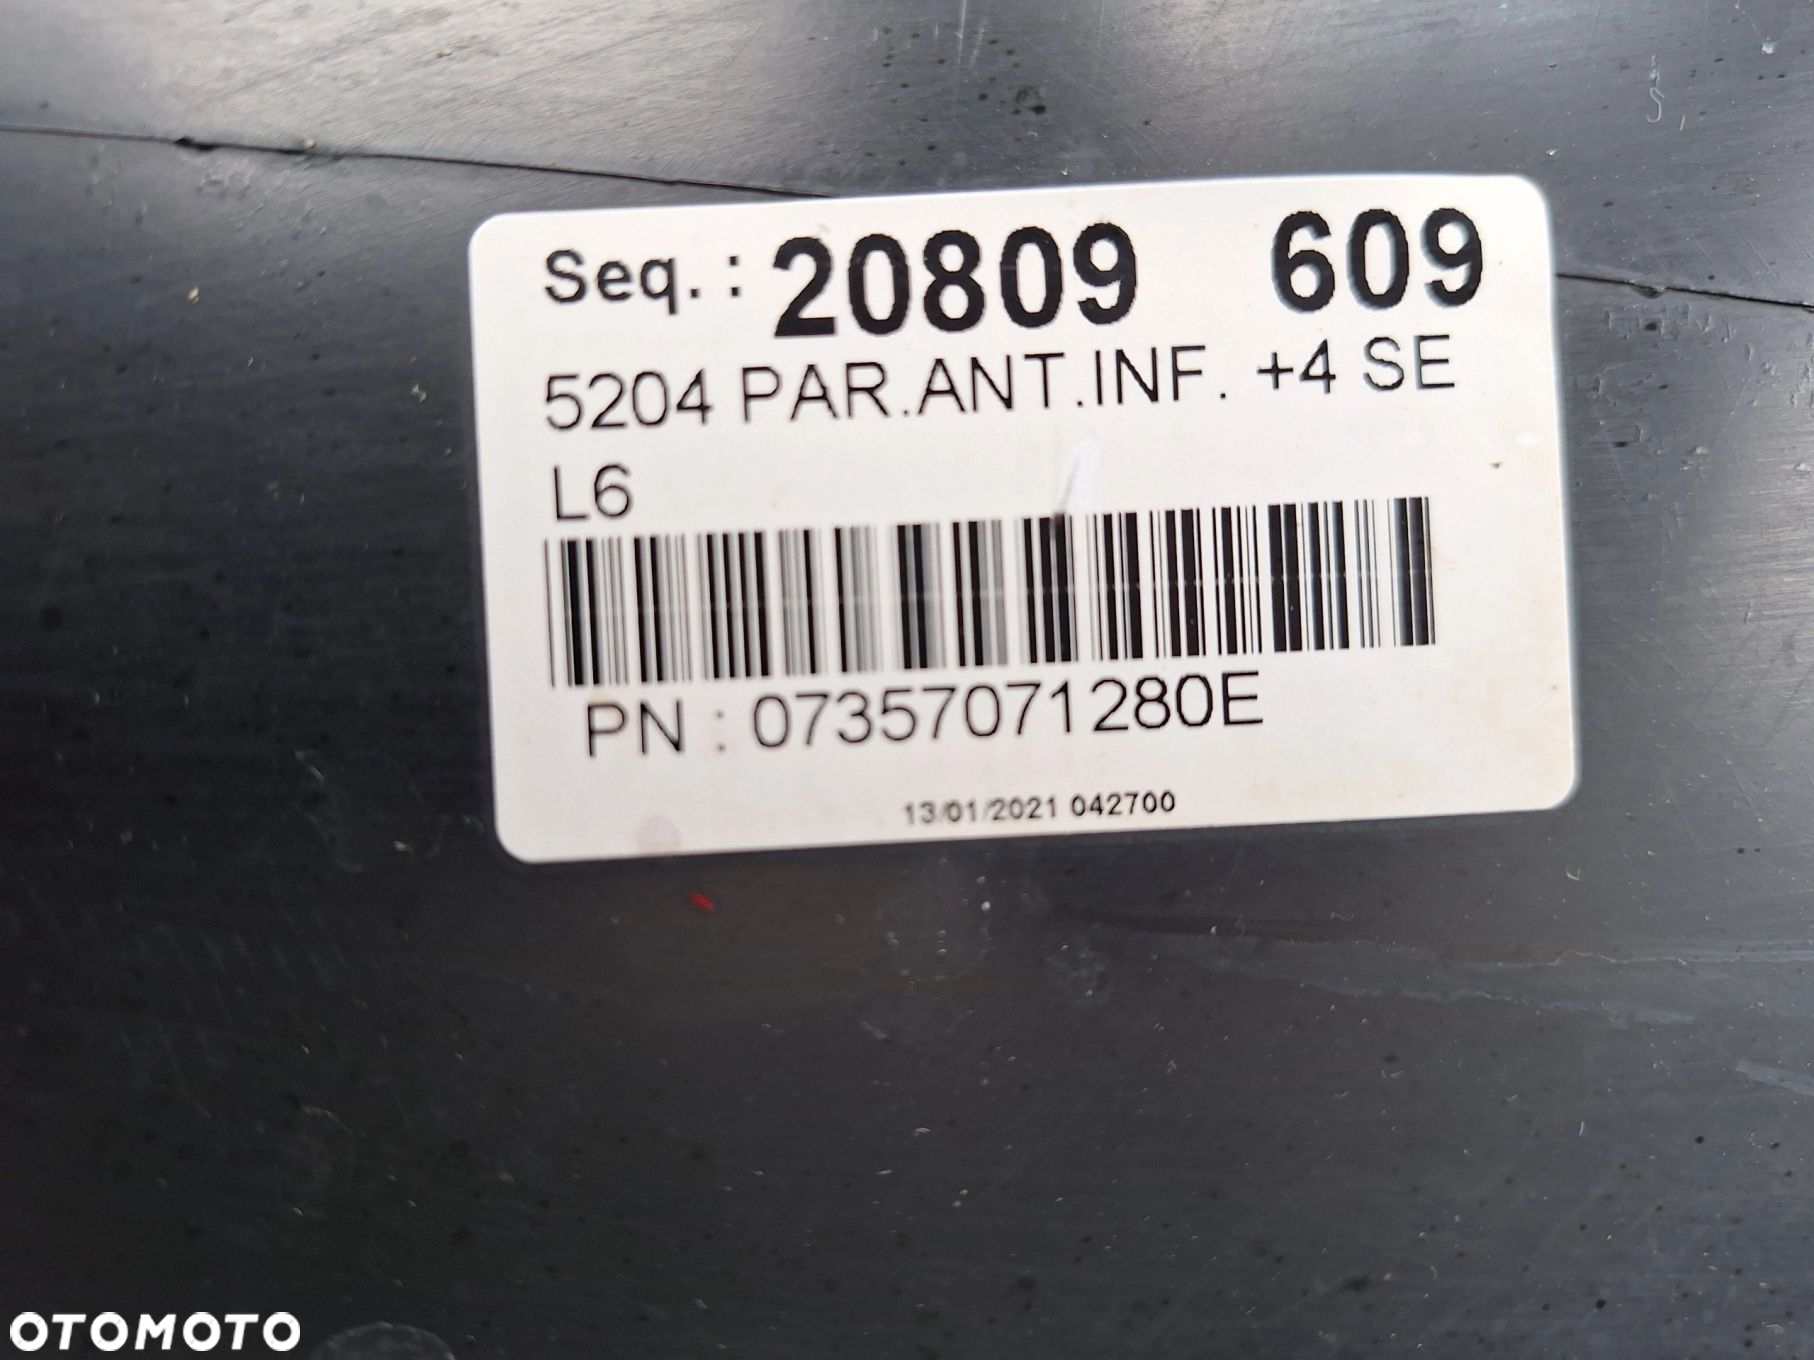 Seq.: 20809 609
5204 PAR.ANT.INF. +4 SE
L6
PN : 07357071280E
13/01/2021 042700
OTOMOTO